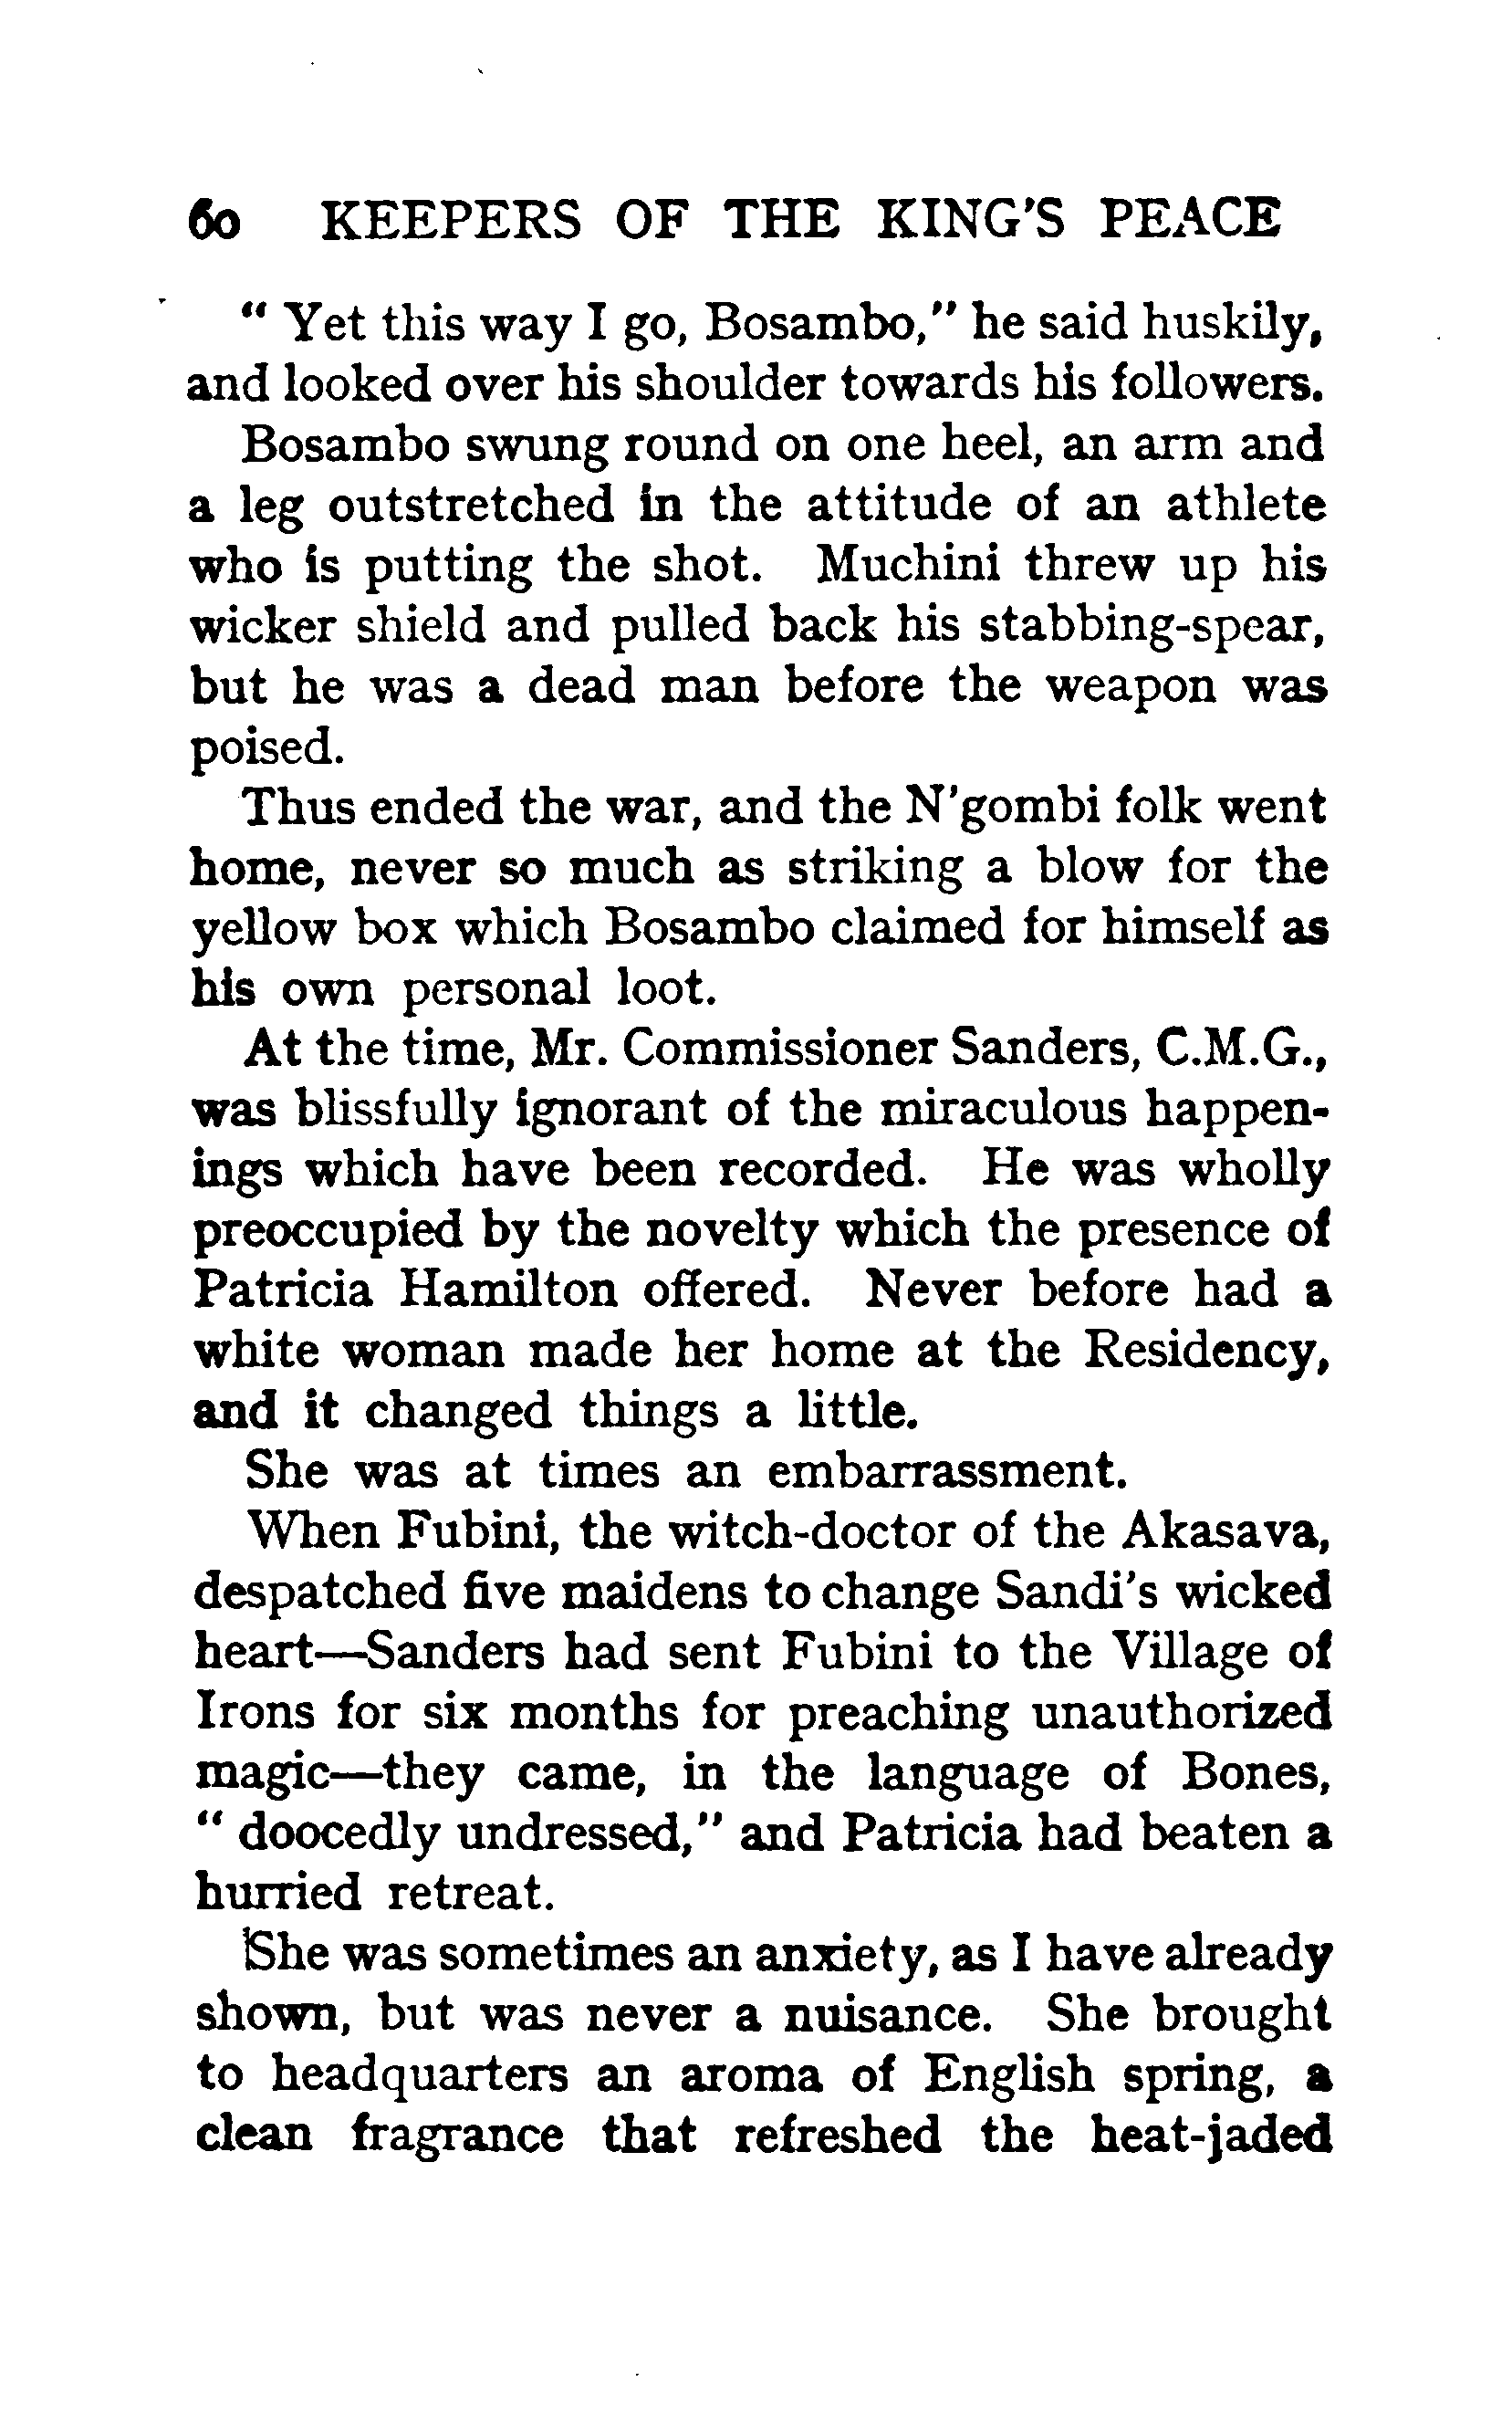 60 KEEPERS OF THE KING'S PEACE
" Yet this way I go, Bosambo," he said huskily,
and looked over his shoulder towards his followers.
Bosambo swung round on one heel, an arm and
a leg outstretched in the attitude of an athlete
who is putting the shot. Muchini threw up his
wicker shield and pulled back his stabbing-spear,
but he was a dead man before the weapon was
poised.
Thus ended the war, and the N'gombi folk went
home, never so much as striking a blow for the
yellow box which Bosambo claimed for himself as
his own personal loot.
At the time, Mr. Commissioner Sanders, C.M.G.,
was blissfully ignorant of the miraculous happen-
ings which have been recorded. He was wholly
preoccupied by the novelty which the presence of
Patricia Hamilton offered. Never before had a
white woman made her home at the Residency,
and it changed things a little.
She was at times an embarrassment.
When Fubini, the witch-doctor of the Akasava,
despatched five maidens to change Sandi's wicked
heart—Sanders had sent Fubini to the Village of
Irons for six months for preaching unauthorized
magic—they came, in the language of Bones,
" doocedly undressed," and Patricia had beaten a
hurried retreat.
She was sometimes an anxiety, as I have already
shown, but was never a nuisance. She brought
to headquarters an aroma of English spring, a
clean fragrance that refreshed the heat-jaded